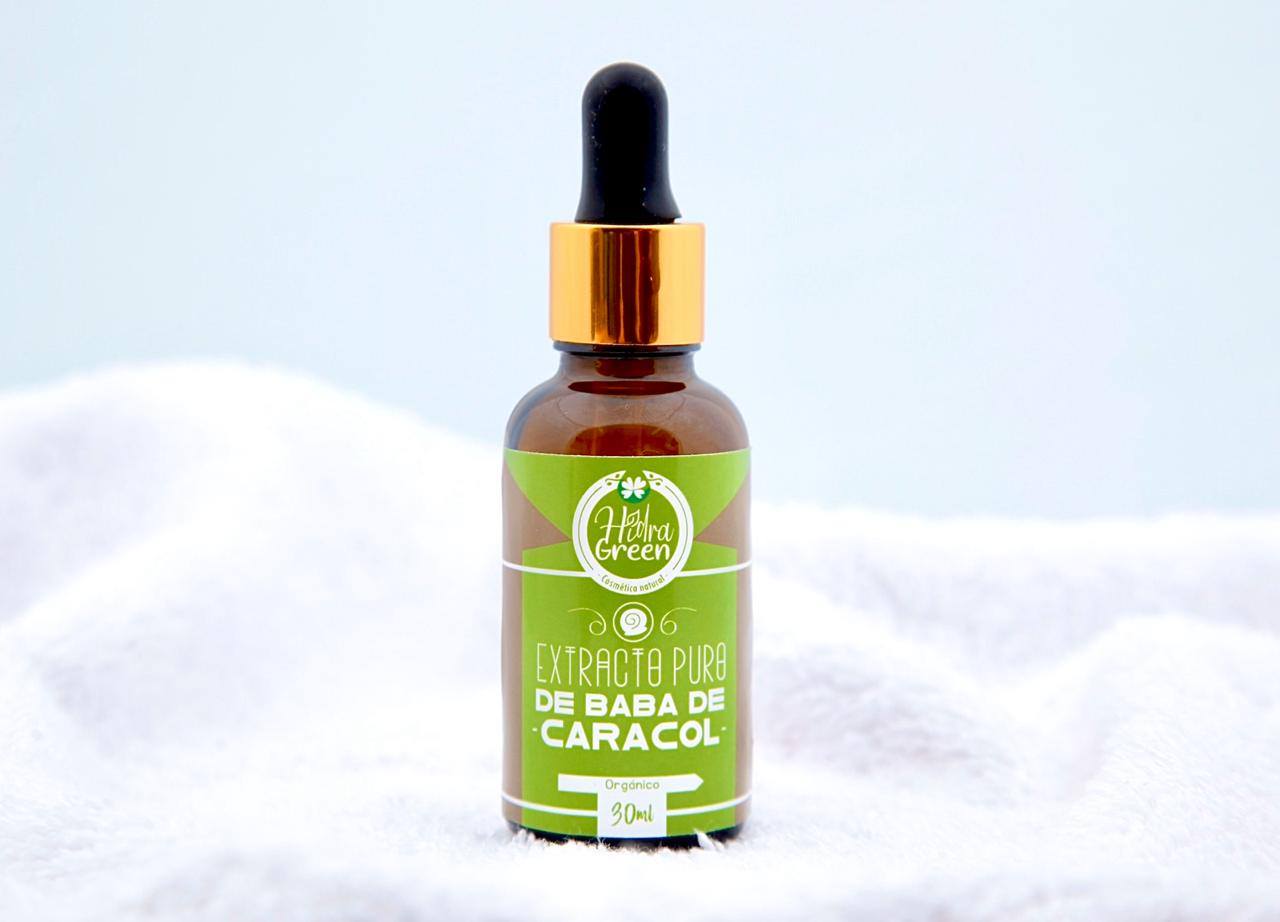 Hidra
Green
- Cosmética natural -
EXTRACTO PURO
DE BABA DE
-CARACOL-
Orgánico
30ml